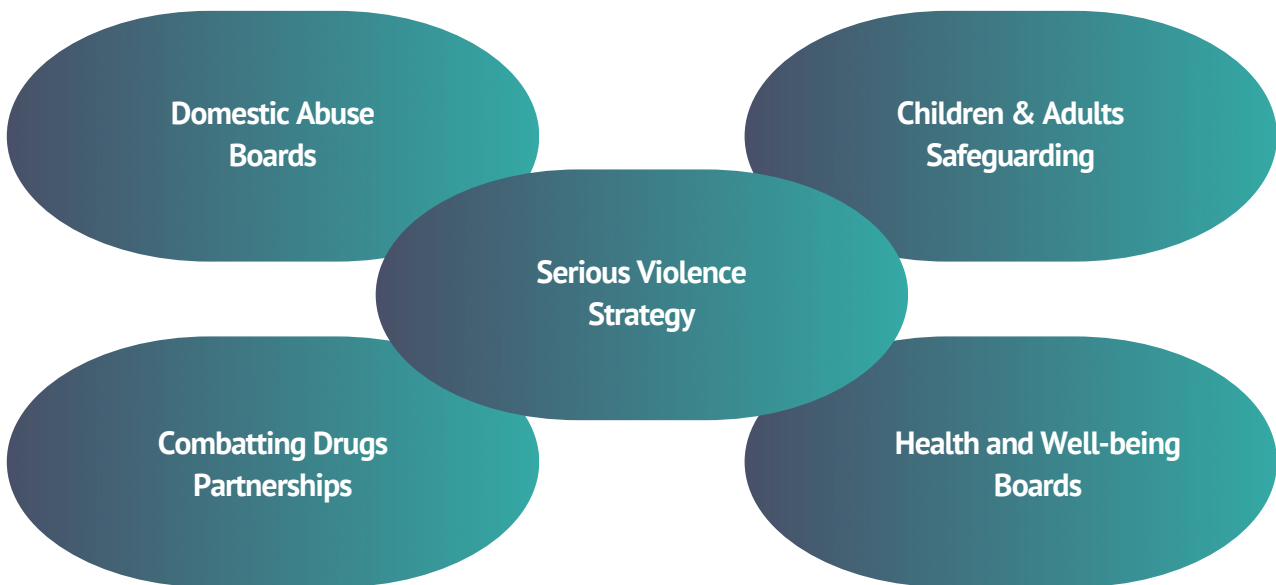 Domestic Abuse
Boards
Children & Adults
Safeguarding
Serious Violence
Strategy
Combatting Drugs
Partnerships
Health and Well-being
Boards